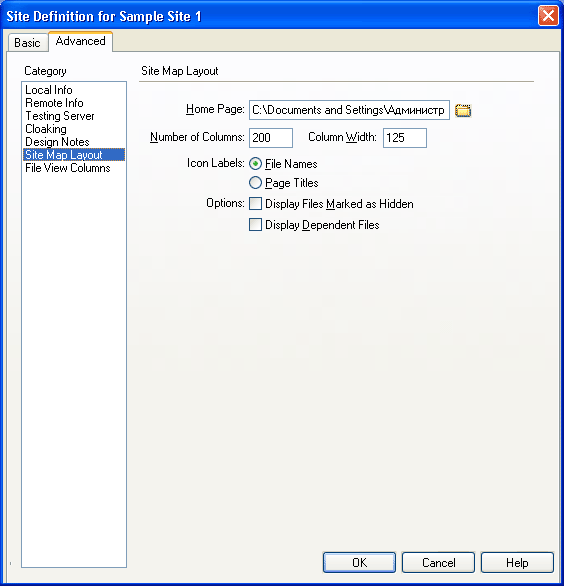 Site Definition for Sample Site 1
Basic
Advanced
Category
Local Info
Remote Info
Testing Server
Cloaking
Design Notes
Site Map Layout
File View Columns
Site Map Layout
Home Page: C:\Documents and Settings\Администр
Number of Columns: 200 Column Width: 125
Icon Labels: File Names
Page Titles
Options: Display Files Marked as Hidden
Display Dependent Files
OK Cancel Help